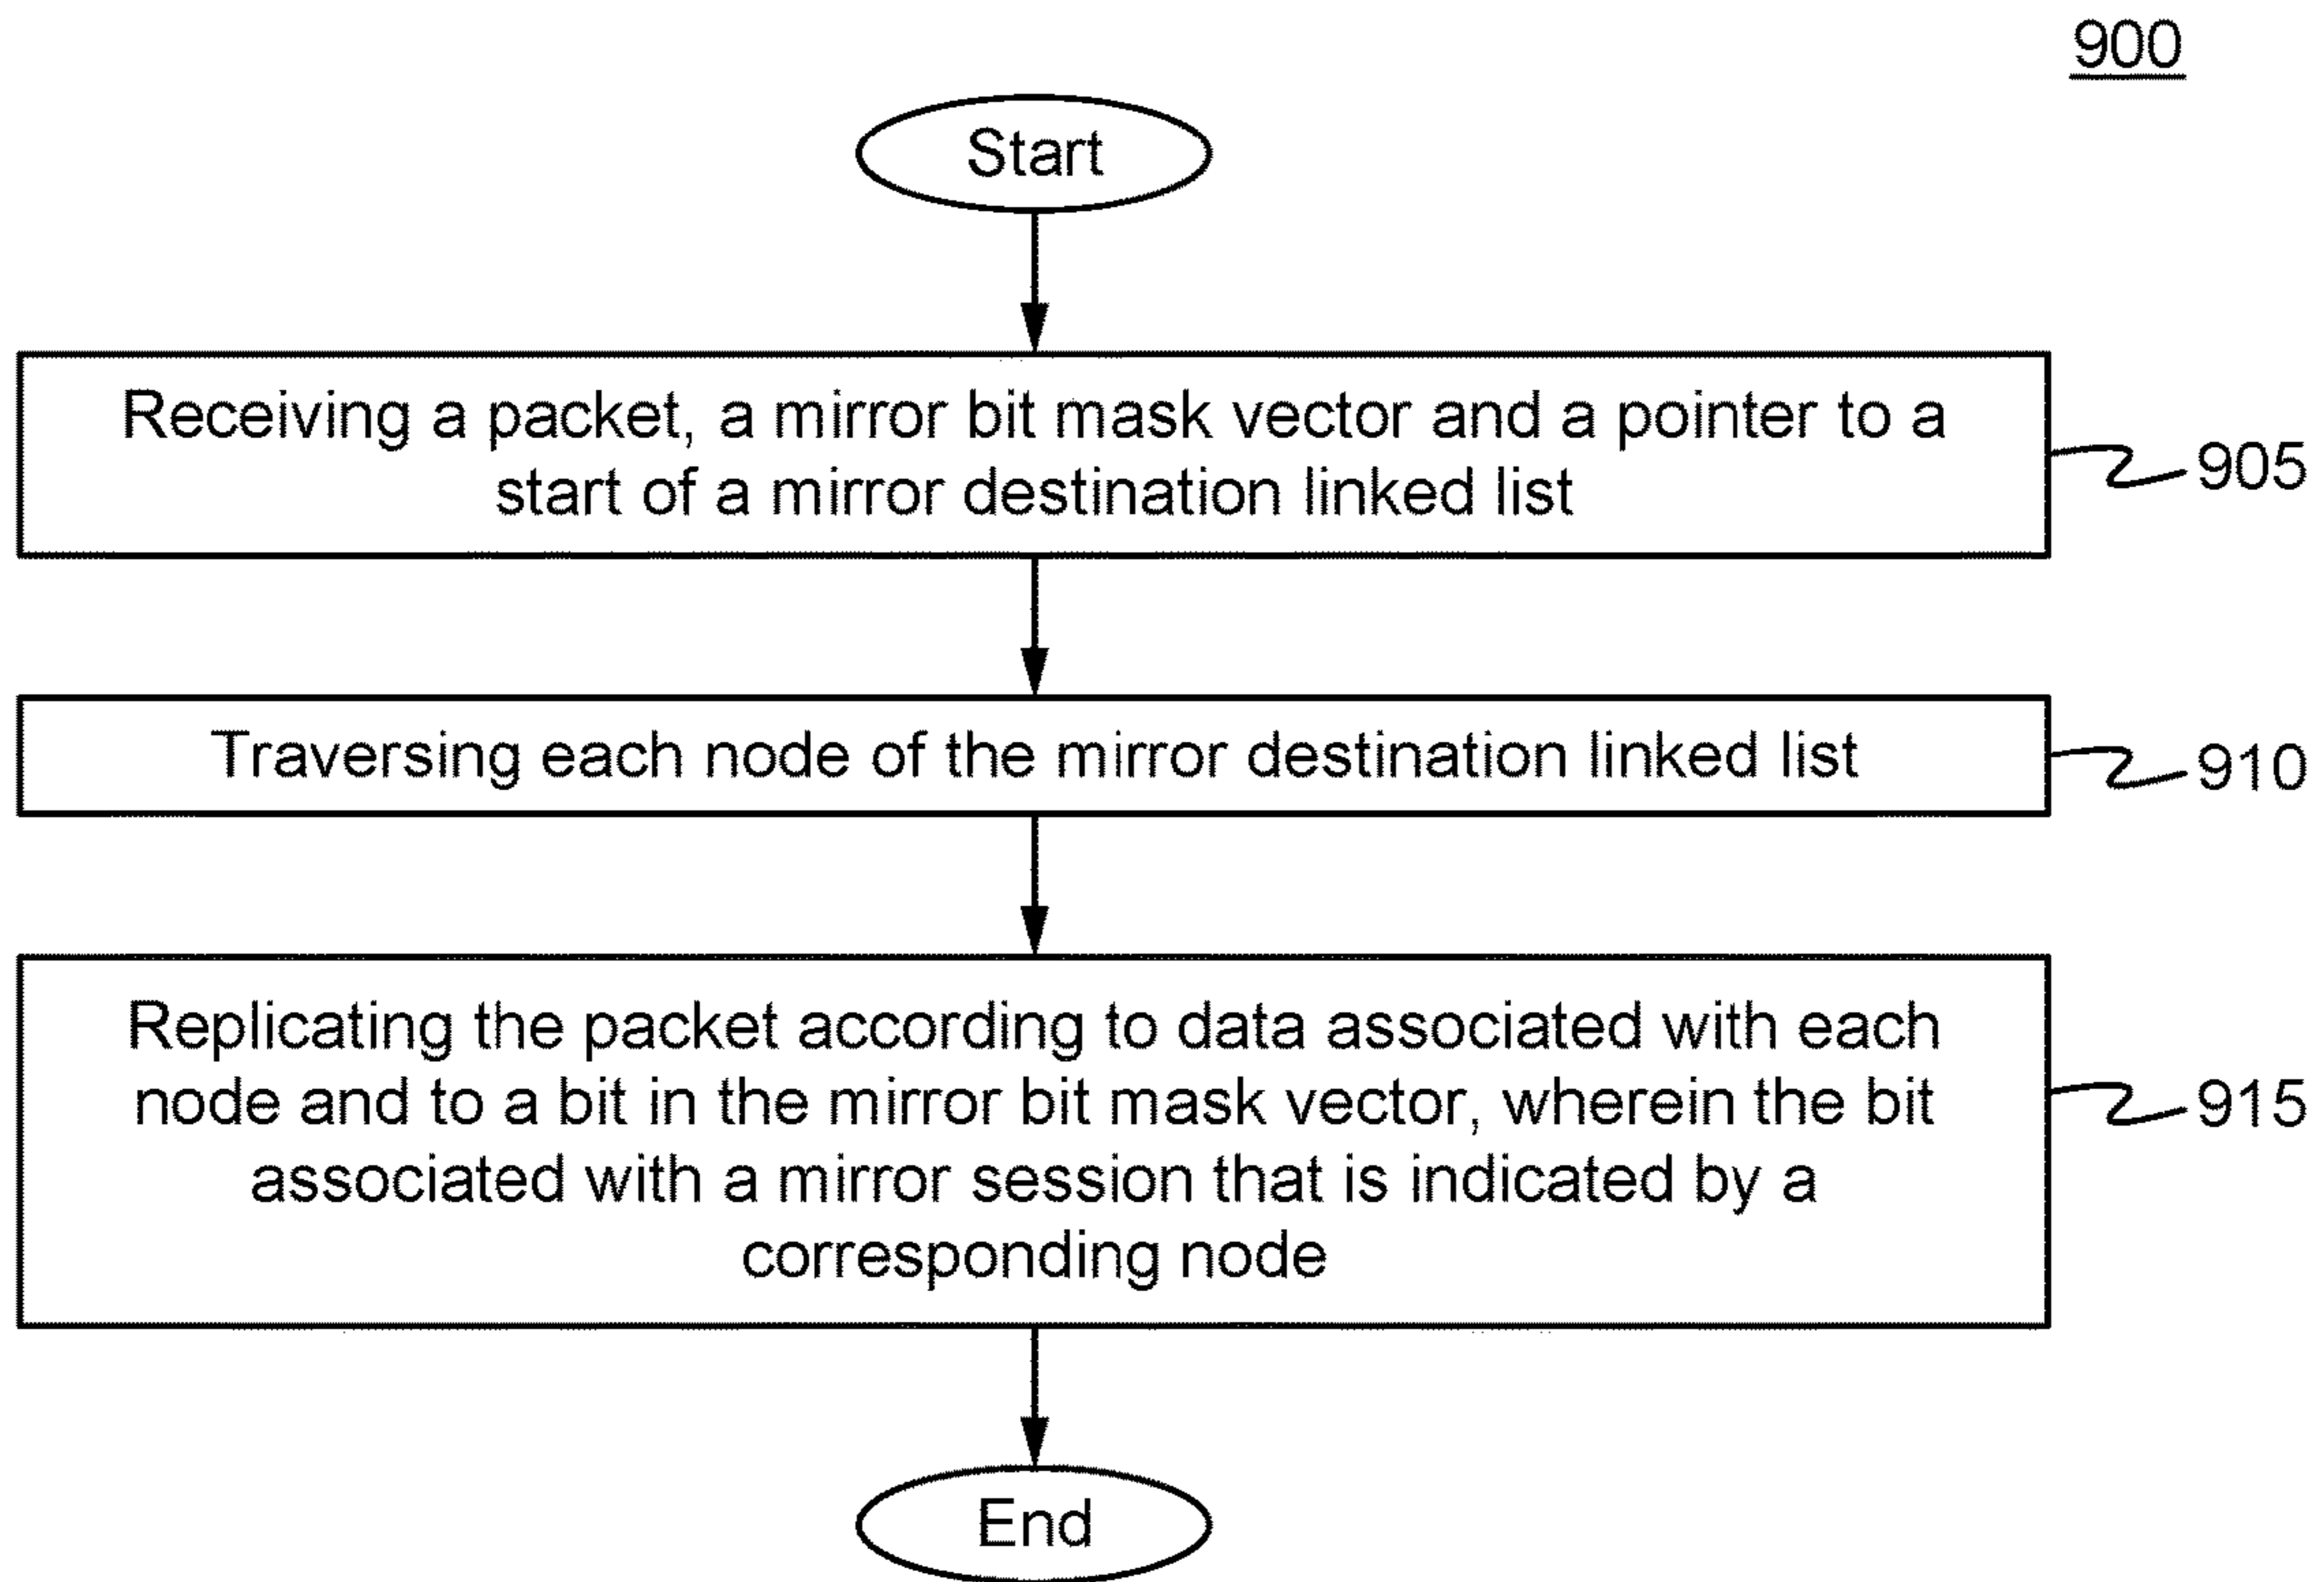 900
Start
Receiving a packet, a mirror bit mask vector and a pointer to a
start of a mirror destination linked list
905
Traversing each node of the mirror destination linked list
910
Replicating the packet according to data associated with each
node and to a bit in the mirror bit mask vector, wherein the bit
associated with a mirror session that is indicated by a
corresponding node
915
End